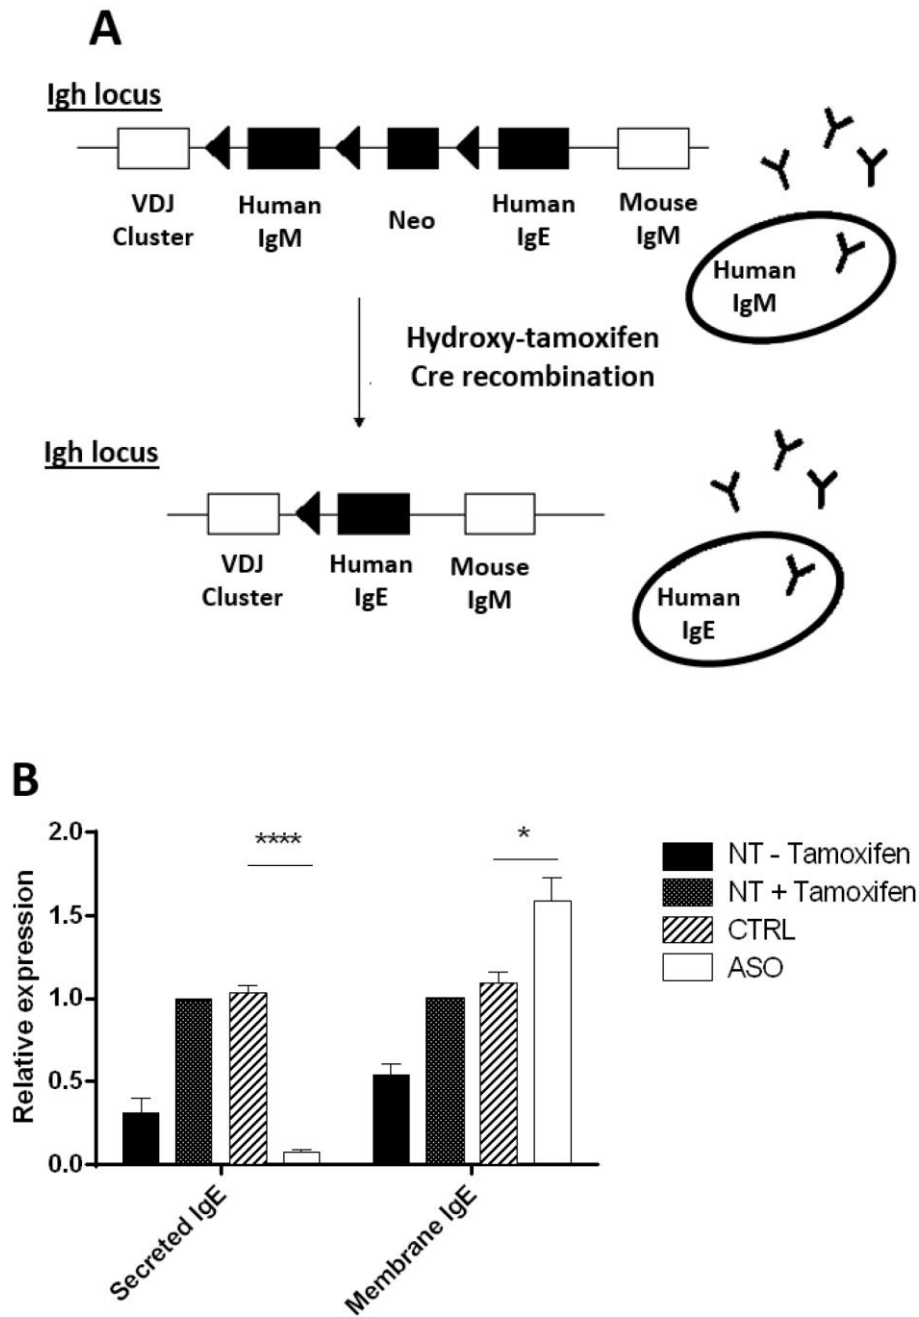 A
Igh locus
VDJ
Cluster
Human
IgM
Neo
Human
IgE
Mouse
IgM
Human
IgM
Hydroxy-tamoxifen
Cre recombination
Igh locus
VDJ
Cluster
Human
IgE
Mouse
IgM
Human
IgE
B
Relative expression
2.0
1.5
1.0
0.5
0.0
****
*
Secreted IgE
Membrane IgE
NT - Tamoxifen
NT + Tamoxifen
CTRL
ASO